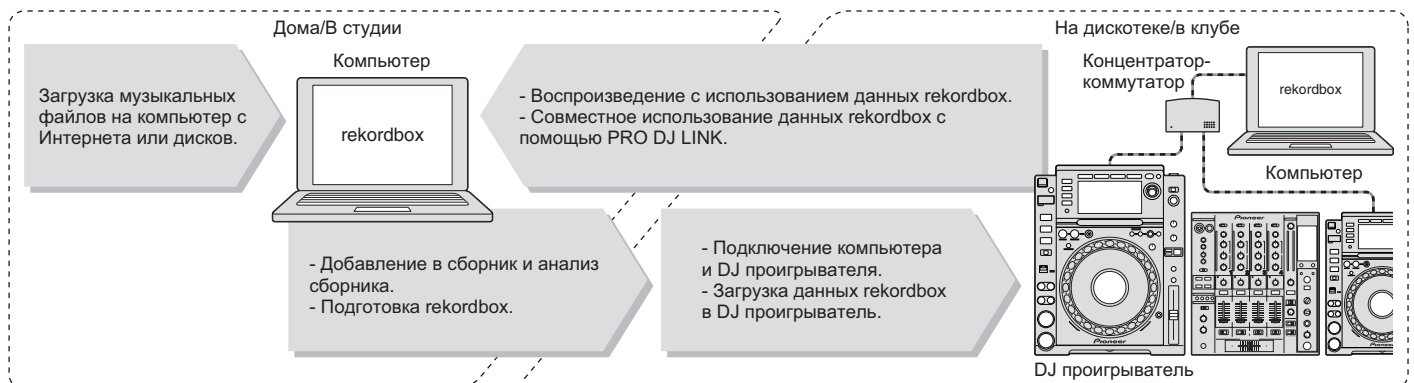 Дома/В студии
Компьютер
Загрузка музыкальных
файлов на компьютер с
Интернета или дисков.
rekordbox
- Добавление в сборник и анализ
сборника.
- Подготовка rekordbox.
- Воспроизведение с использованием данных rekordbox.
- Совместное использование данных rekordbox с
помощью PRO DJ LINK.
- Подключение компьютера
и DJ проигрывателя.
- Загрузка данных rekordbox
в DJ проигрыватель.
На дискотеке/в клубе
Концентратор-
коммутатор
rekordbox
Компьютер
Pioneer
Pioneer
DJ проигрыватель